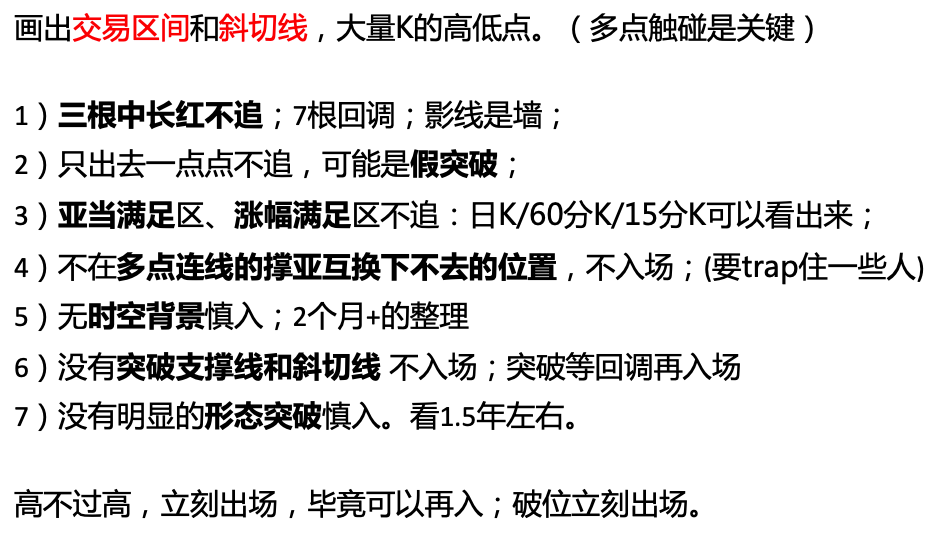 画出交易区间和斜切线，大量K的高低点。（多点触碰是关键）
1）三根中长红不追；7根回调；影线是墙；
2）只出去一点点不追，可能是假突破；
3）亚当满足区、涨幅满足区不追：日K/60分K/15分K可以看出来；
4）不在多点连线的撑亚互换下不去的位置，不入场；(要trap住一些人)
5）无时空背景慎入；2个月+的整理
6）没有突破支撑线和斜切线 不入场；突破等回调再入场
7）没有明显的形态突破慎入。看1.5年左右。
高不过高，立刻出场，毕竟可以再入；破位立刻出场。